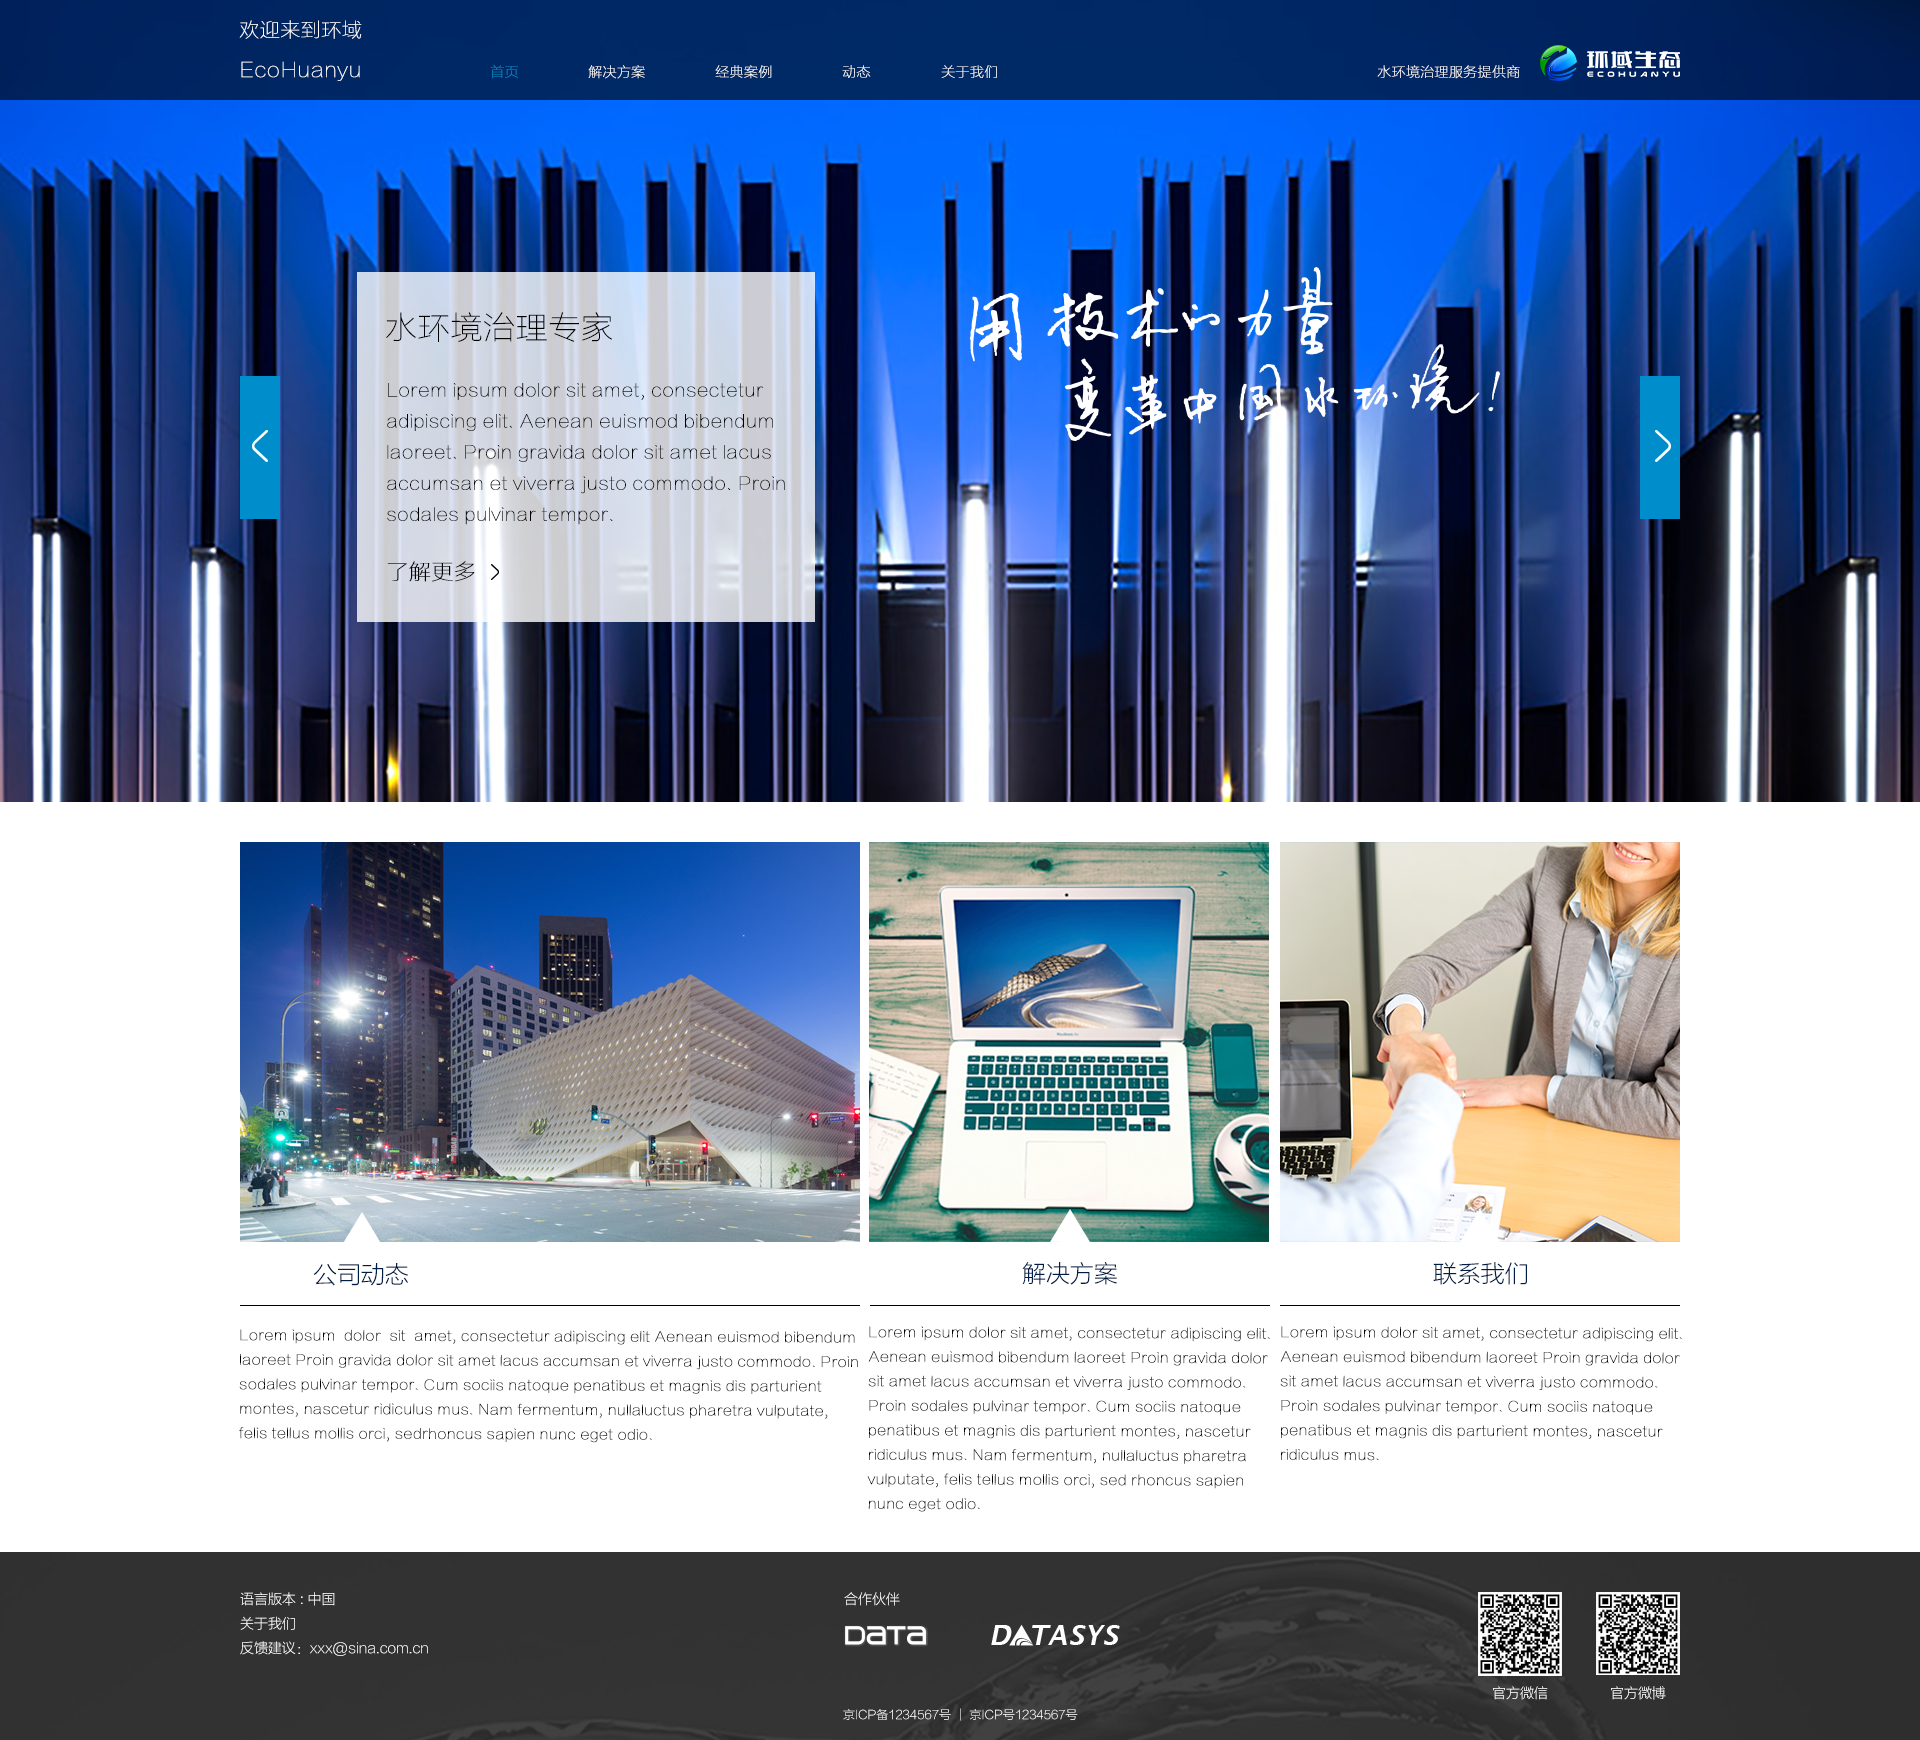 欢迎来到环域
EcoHuanyu
首页 解决方案 经典案例 动态 关于我们
水环境治理服务提供商
环域生态
ECOHUANYU
水环境治理专家
Lorem ipsum dolor sit amet, consectetur
adipiscing elit. Aenean euismod bibendum
laoreet. Proin gravida dolor sit amet lacus
accumsan et viverra justo commodo. Proin
sodales pulvinar tempor.
了解更多
用技术的力量
变革中国水环境!
公司动态
Lorem ipsum dolor sit amet, consectetur adipiscing elit Aenean euismod bibendum
laoreet Proin gravida dolor sit amet lacus accumsan et viverra justo commodo. Proin
sodales pulvinar tempor. Cum sociis natoque penatibus et magnis dis parturient
montes, nascetur ridiculus mus. Nam fermentum, nullaluctus pharetra vulputate,
felis tellus mollis orci, sedrhoncus sapien nunc eget odio.
解决方案
Lorem ipsum dolor sit amet, consectetur adipiscing elit.
Aenean euismod bibendum laoreet Proin gravida dolor
sit amet lacus accumsan et viverra justo commodo.
Proin sodales pulvinar tempor. Cum sociis natoque
penatibus et magnis dis parturient montes, nascetur
ridiculus mus. Nam fermentum, nullaluctus pharetra
vulputate, felis tellus mollis orci, sed rhoncus sapien
nunc eget odio.
联系我们
Lorem ipsum dolor sit amet, consectetur adipiscing elit.
Aenean euismod bibendum laoreet Proin gravida dolor
sit amet lacus accumsan et viverra justo commodo.
Proin sodales pulvinar tempor. Cum sociis natoque
penatibus et magnis dis parturient montes, nascetur
ridiculus mus.
语言版本 : 中国
关于我们
反馈建议: xxx@sina.com.cn
合作伙伴
DATA DATASYS
京ICP备1234567号 | 京ICP号1234567号
官方微信 官方微博